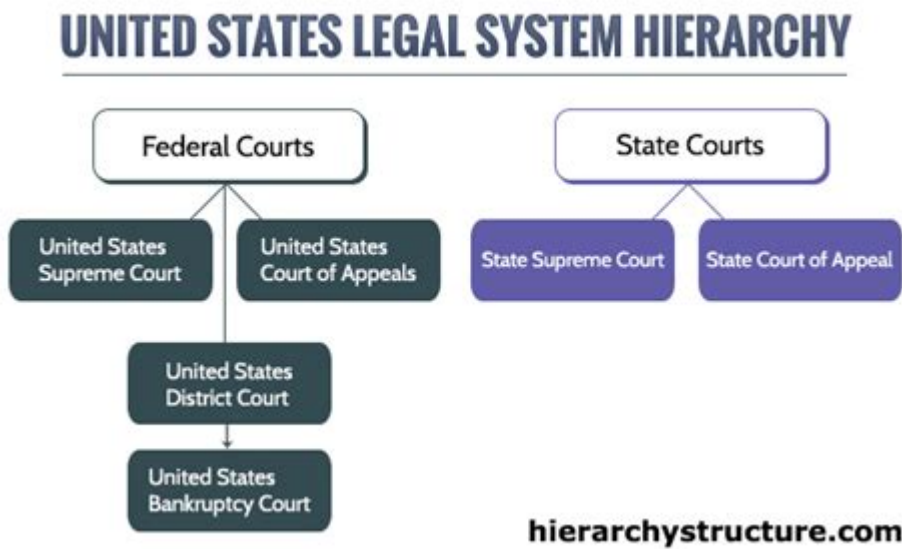 UNITED STATES LEGAL SYSTEM HIERARCHY
Federal Courts
State Courts
United States
Supreme Court
United States
Court of Appeals
State Supreme Court
State Court of Appeal
United States
District Court
United States
Bankruptcy Court
hierarchystructure.com